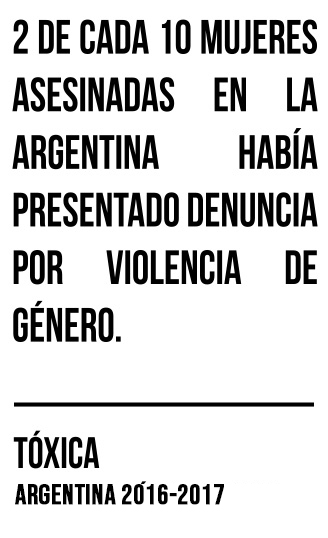 2 DE CADA 10 MUJERES
ASESINADAS EN LA
ARGENTINA HABÍA
PRESENTADO DENUNCIA
POR VIOLENCIA DE
GÉNERO.
TÓXICA
ARGENTINA 2016-2017